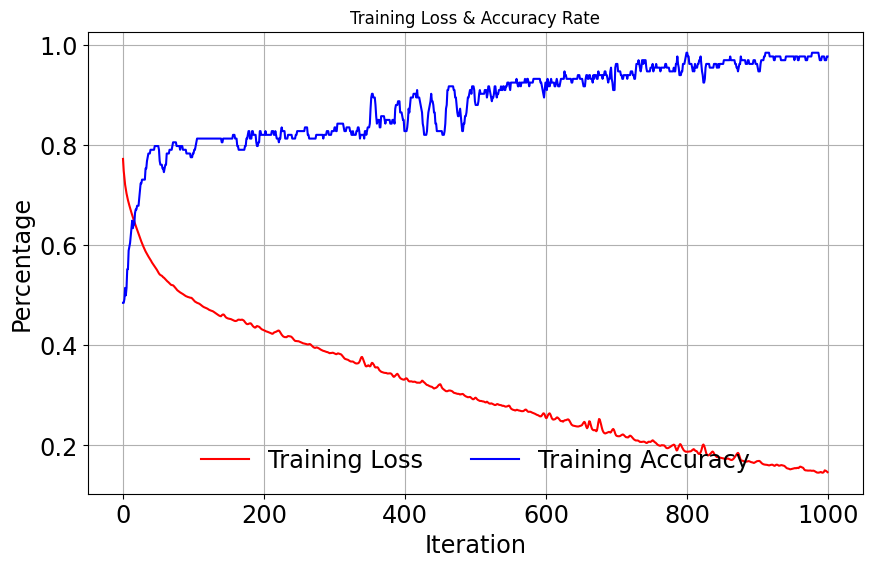 Training Loss & Accuracy Rate
1.0
0.8
0.6
0.4
0.2
Percentage
Training Loss Training Accuracy
0 200 400 600 800 1000
Iteration